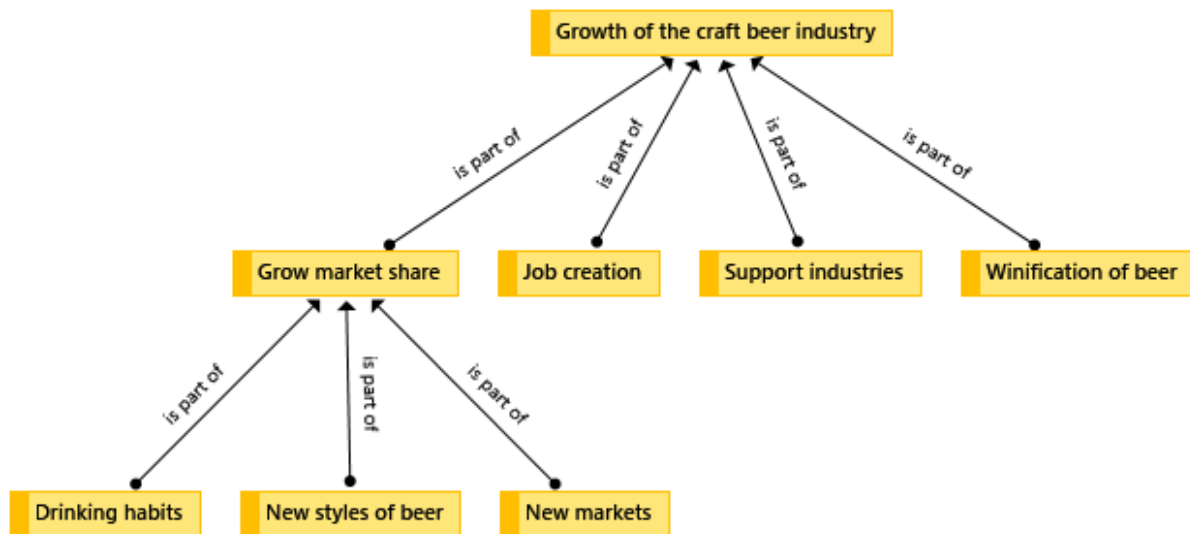 Growth of the craft beer industry
is part of
is part of
is part of
is part of
Grow market share
Job creation
Support industries
Winification of beer
is part of
is part of
is part of
Drinking habits
New styles of beer
New markets